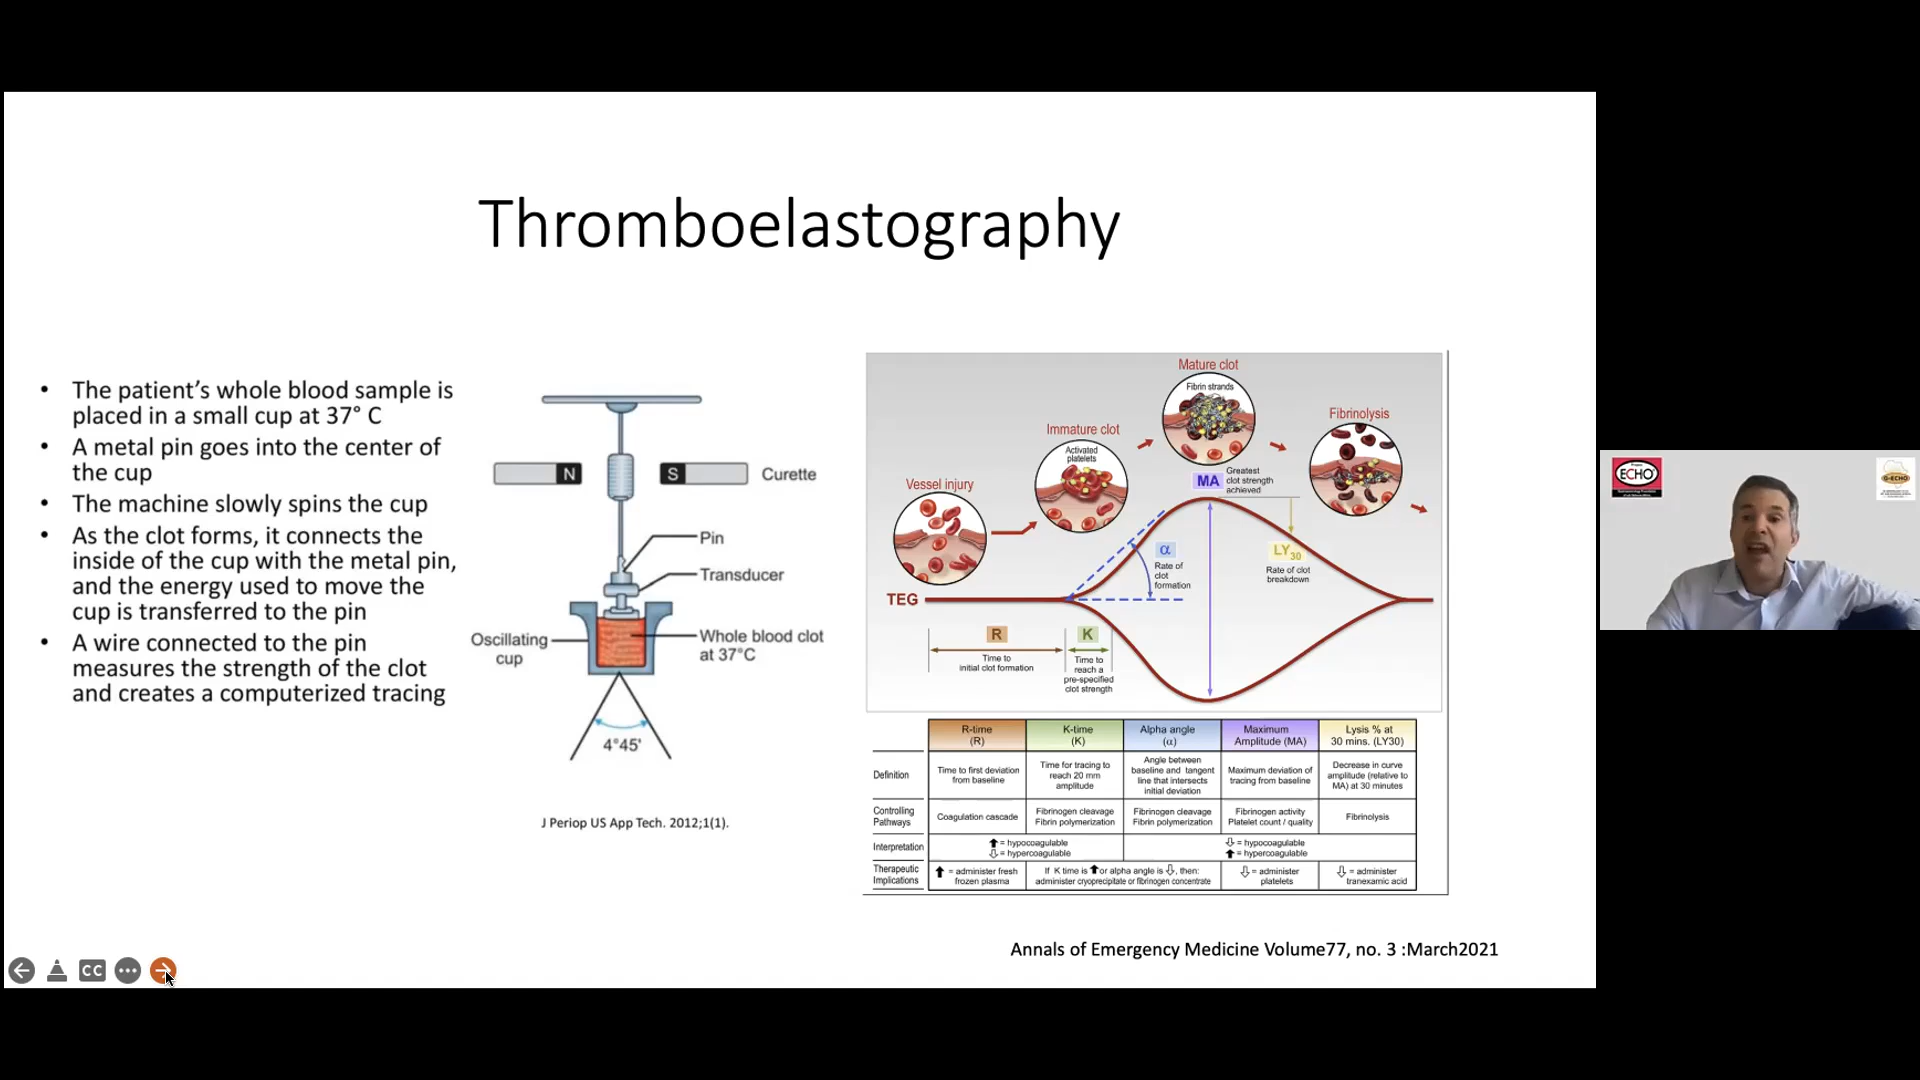 Thromboelastography
• The patient's whole blood sample is
placed in a small cup at 37° C
• A metal pin goes into the center of
the cup
• The machine slowly spins the cup
• As the clot forms, it connects the
inside of the cup with the metal pin,
and the energy used to move the
cup is transferred to the pin
• A wire connected to the pin
measures the strength of the clot
and creates a computerized tracing
N
S
Curette
Pin
Transducer
Oscillating
cup
Whole blood clot
at 37°C
4°45'
J Periop US App Tech. 2012;1(1).
Mature clot
Fibrin strands
Fibrinolysis
Immature clot
Activated
platelets
Vessel injury
MA
Greatest
clot strength
achieved
α
Rate of
clot
formation
LY30
Rate of clot
breakdown
TEG
R
Time to
initial clot formation
K
Time to
reach a
pre-specified
clot strength
R-time
(R)
K-time
(K)
Alpha angle
(α)
Maximum
Amplitude (MA)
Lysis % at
30 mins. (LY30)
Definition
Time to first deviation
from baseline
Time for tracing to
reach 20 mm
amplitude
Angle between
baseline and tangent
line that intersects
initial deviation
Maximum deviation of
tracing from baseline
Decrease in curve
amplitude (relative to
MA) at 30 minutes
Controlling
Pathways
Coagulation cascade
Fibrinogen cleavage
Fibrin polymerization
Fibrinogen cleavage
Fibrin polymerization
Fibrinogen activity
Platelet count / quality
Fibrinolysis
Interpretation
⬆ = hypocoagulable
⇩ = hypercoagulable
⇩ = hypocoagulable
⬆ = hypercoagulable
Therapeutic
Implications
⬆ = administer fresh
frozen plasma
If K time is ⬆ or alpha angle is ⇩, then:
administer cryoprecipitate or fibrinogen concentrate
⇩ = administer
platelets
⇩ = administer
tranexamic acid
Annals of Emergency Medicine Volume77, no. 3 :March2021
CC
ECHO
G-ECHO